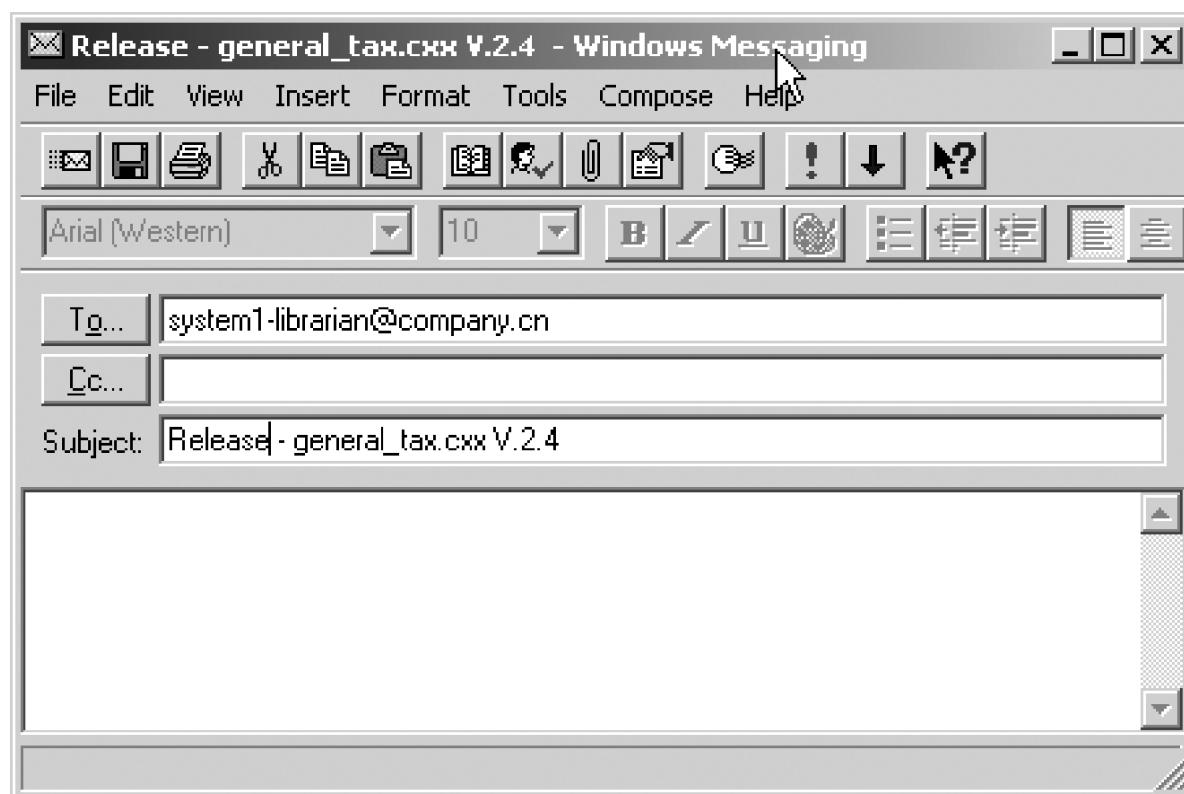 Release - general_tax.cxx V.2.4 - Windows Messaging
File Edit View Insert Format Tools Compose Help
Arial (Western) 10 B I U
To... system1-librarian@company.cn
Cc...
Subject: Release - general_tax.cxx V.2.4